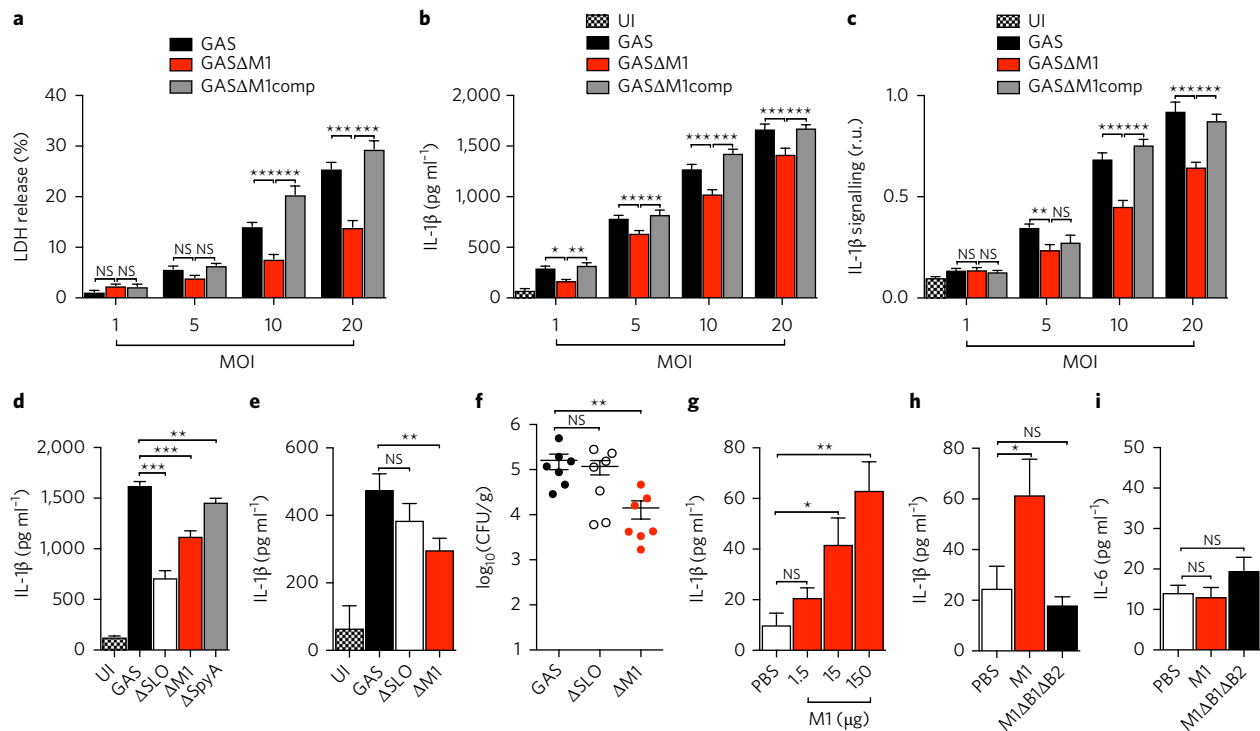 a
GAS
GASΔM1
GASΔM1comp
LDH release (%)
40
30
20
10
0
NS NS
NS NS
★★★ ★★★
★★★ ★★★
1 5 10 20
MOI
b
UI
GAS
GASΔM1
GASΔM1comp
IL-1β (pg ml⁻¹)
2,000
1,500
1,000
500
0
★ ★★
★★ ★★★
★★★ ★★★
★★★ ★★★
1 5 10 20
MOI
c
UI
GAS
GASΔM1
GASΔM1comp
IL-1β signalling (r.u.)
1.0
0.5
0.0
NS NS
★★ NS
★★★ ★★★
★★★ ★★★
1 5 10 20
MOI
d
IL-1β (pg ml⁻¹)
2,000
1,500
1,000
500
0
★★
★★★
★★★
UI GAS ΔSLO ΔM1 ΔSpyA
e
IL-1β (pg ml⁻¹)
600
400
200
0
★★
NS
UI GAS ΔSLO ΔM1
f
log₁₀(CFU/g)
6
5
4
3
2
1
★★
NS
GAS ΔSLO ΔM1
g
IL-1β (pg ml⁻¹)
80
60
40
20
0
★★
★
NS
PBS 1.5 15 150
M1 (μg)
h
IL-1β (pg ml⁻¹)
80
60
40
20
0
NS
★
PBS M1 M1ΔB1ΔB2
i
IL-6 (pg ml⁻¹)
50
40
30
20
10
0
NS
NS
PBS M1 M1ΔB1ΔB2